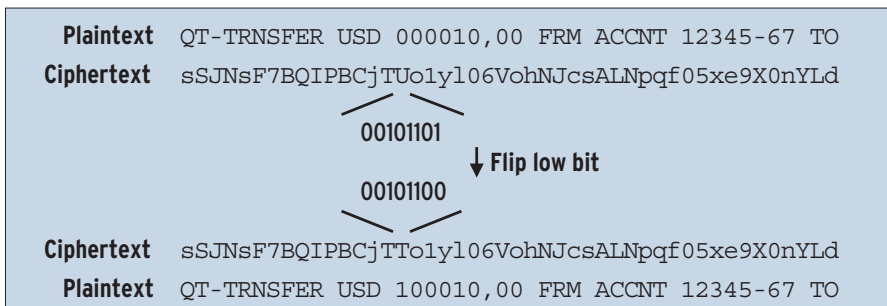 Plaintext QT-TRNSFER USD 000010,00 FRM ACCNT 12345-67 TO
Ciphertext sSJNsF7BQIPBCjTUo1yl06VohNJcsALNpqf05xe9X0nYLd
00101101
Flip low bit
00101100
Ciphertext sSJNsF7BQIPBCjTTo1yl06VohNJcsALNpqf05xe9X0nYLd
Plaintext QT-TRNSFER USD 100010,00 FRM ACCNT 12345-67 TO